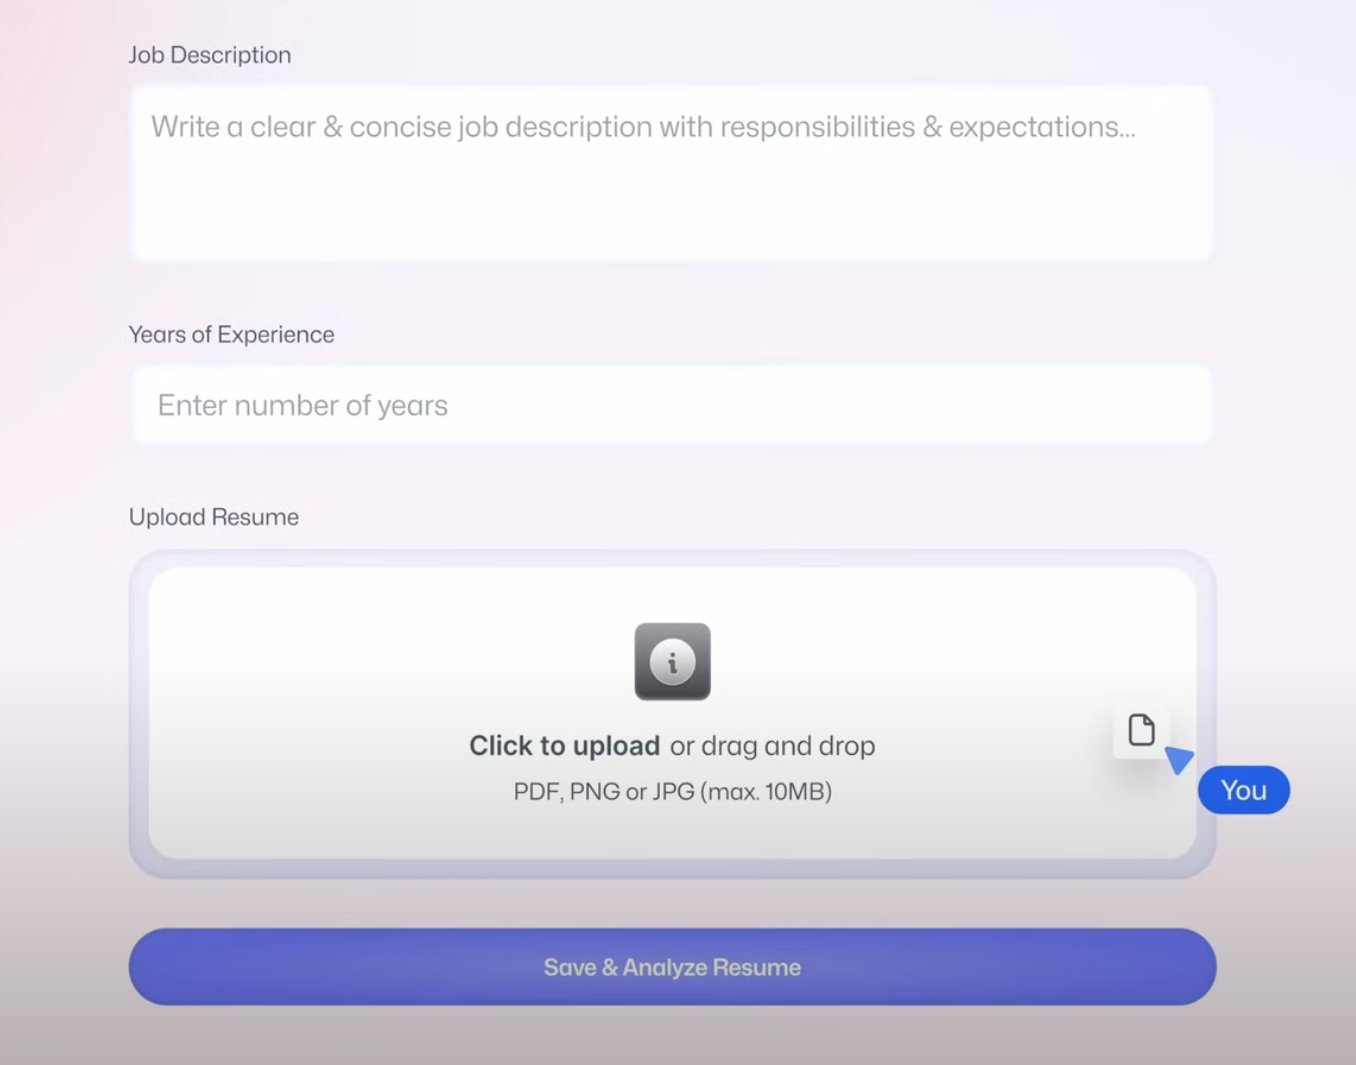 Job Description
Write a clear & concise job description with responsibilities & expectations...
Years of Experience
Enter number of years
Upload Resume
i
Click to upload or drag and drop
PDF, PNG or JPG (max. 10MB)
You
Save & Analyze Resume